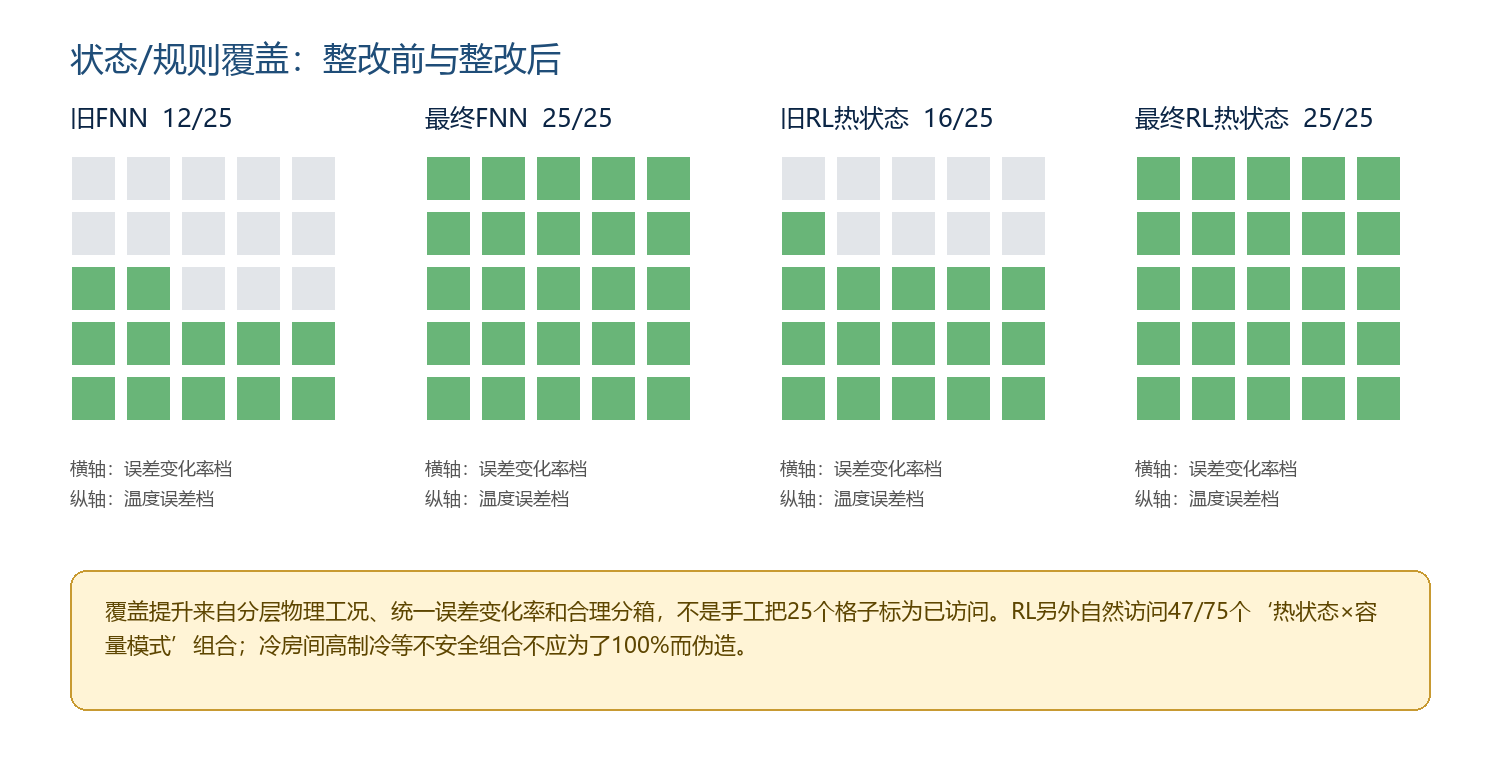 状态/规则覆盖：整改前与整改后
旧FNN  12/25
最终FNN  25/25
旧RL热状态  16/25
最终RL热状态  25/25
横轴：误差变化率档
纵轴：温度误差档
横轴：误差变化率档
纵轴：温度误差档
横轴：误差变化率档
纵轴：温度误差档
横轴：误差变化率档
纵轴：温度误差档
覆盖提升来自分层物理工况、统一误差变化率和合理分箱，不是手工把25个格子标为已访问。RL另外自然访问47/75个‘热状态×容
量模式’组合；冷房间高制冷等不安全组合不应为了100%而伪造。